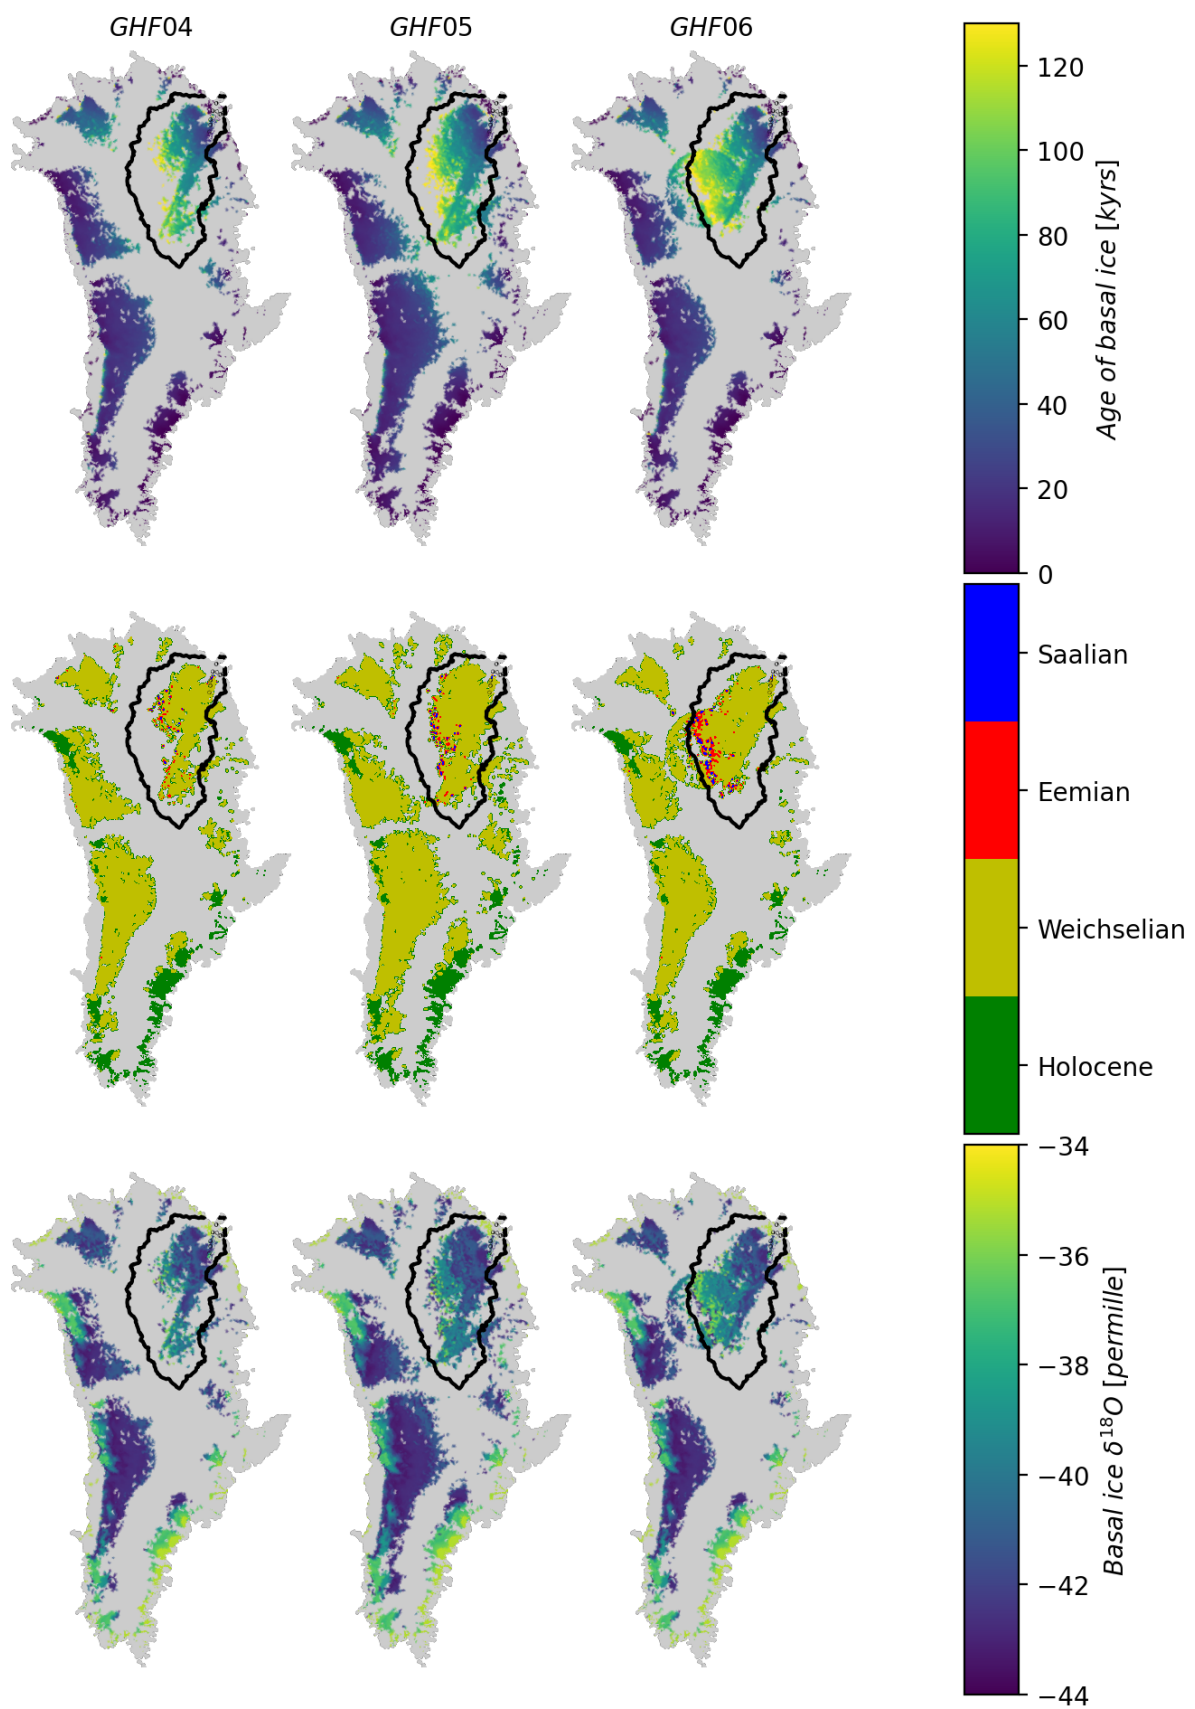 GHF04 GHF05 GHF06
120
100
80
60
40
20
0
Age of basal ice [kyrs]
Saalian
Eemian
Weichselian
Holocene
−34
−36
−38
−40
−42
−44
Basal ice δ¹⁸O [permille]